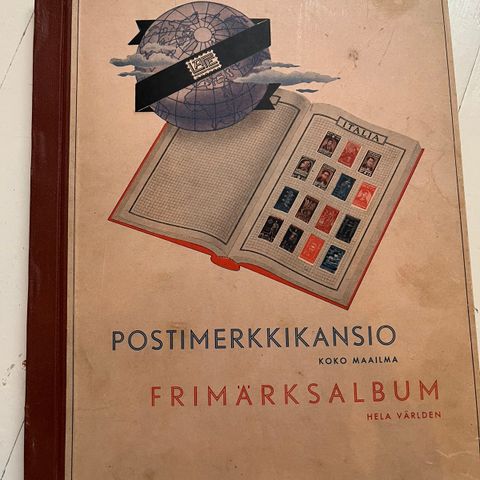 ITALIA
POSTIMERKKIKANSIO
KOKO MAAILMA
FRIMÄRKSALBUM
HELA VÄRLDEN